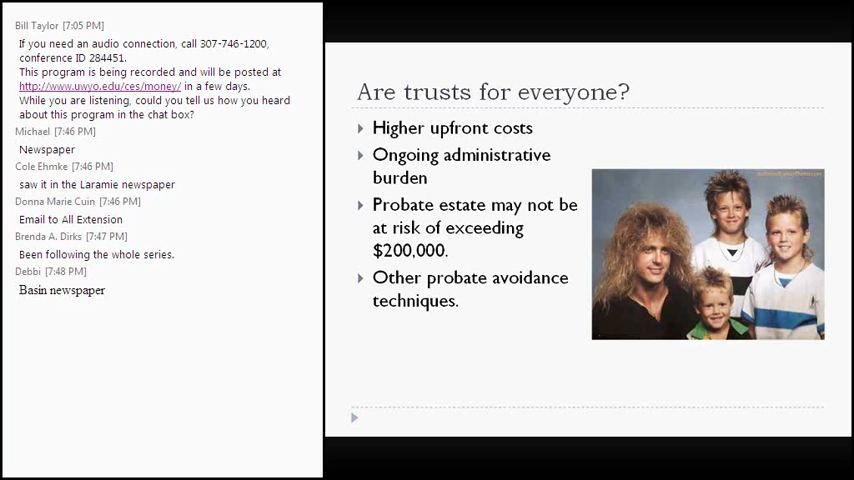 Bill Taylor [7:05 PM]
If you need an audio connection, call 307-746-1200,
conference ID 284451.
This program is being recorded and will be posted at
http://www.uwyo.edu/ces/money/ in a few days.
While you are listening, could you tell us how you heard
about this program in the chat box?
Michael [7:46 PM]
Newspaper
Cole Ehmke [7:46 PM]
saw it in the Laramie newspaper
Donna Marie Cuin [7:46 PM]
Email to All Extension
Brenda A. Dirks [7:47 PM]
Been following the whole series.
Debbi [7:48 PM]
Basin newspaper
Are trusts for everyone?
Higher upfront costs
Ongoing administrative
burden
Probate estate may not be
at risk of exceeding
$200,000.
Other probate avoidance
techniques.